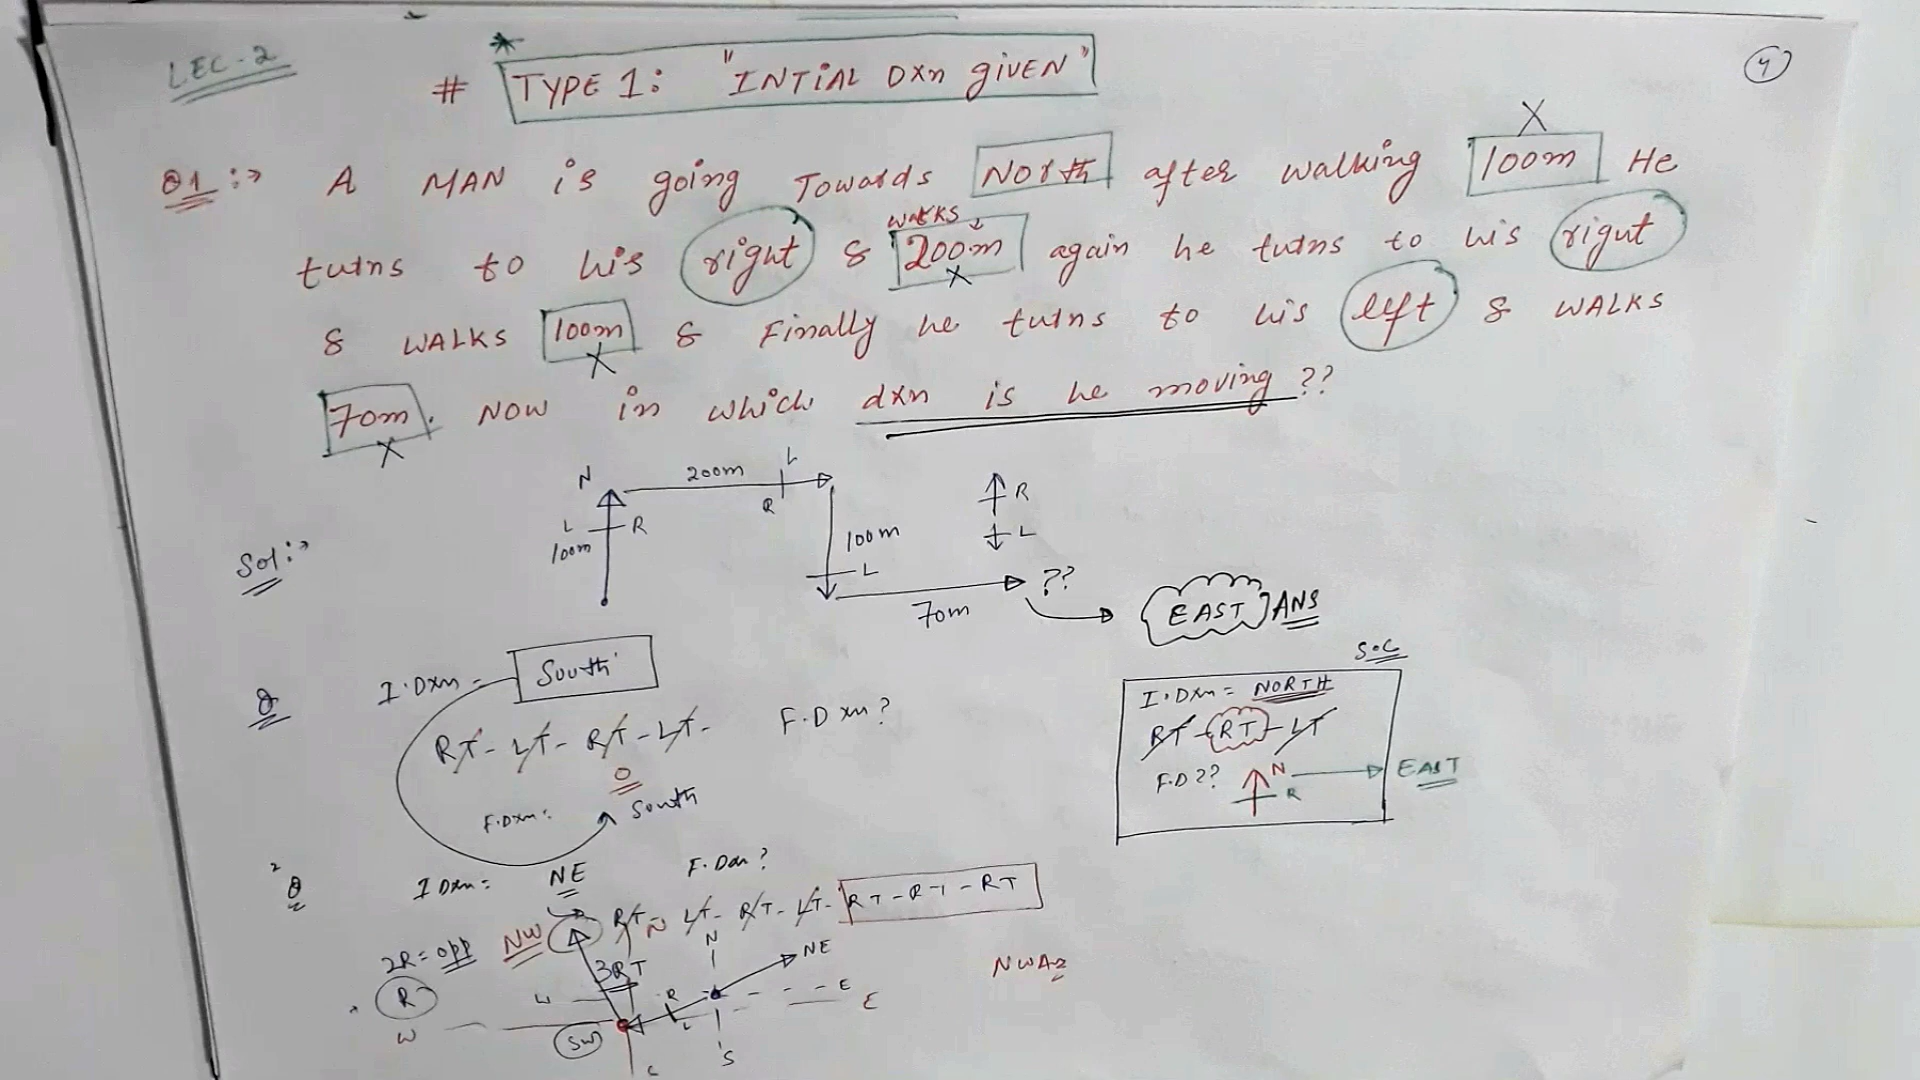 LEC-2
# TYPE 1: "INTIAL DXn giVEN"
4
Q1:→ A MAN is going Towards North after walking 100m He
turns to his right & walks 200m again he turns to his right
& WALKS 100m & Finally he turns to his left & WALKS
70m. NOW in which dxn is he moving ??
N 200m L R
L R 100m
100m L
R
L
Sol:→
70m ??
EAST ANS
S.C
Q I.Dxn = South
RT - LT - RT - LT - F.Dxn?
0
F.Dxn: South
I.Dxn = NORTH
RT - RT - LT
F.D?? N R EAST
2
Q I Dxn = NE F.Dxn?
RT - LT - RT - LT - RT - RT - RT
2R = opp NW N N NE
3RT
R
W L R L E E
SW S
NW